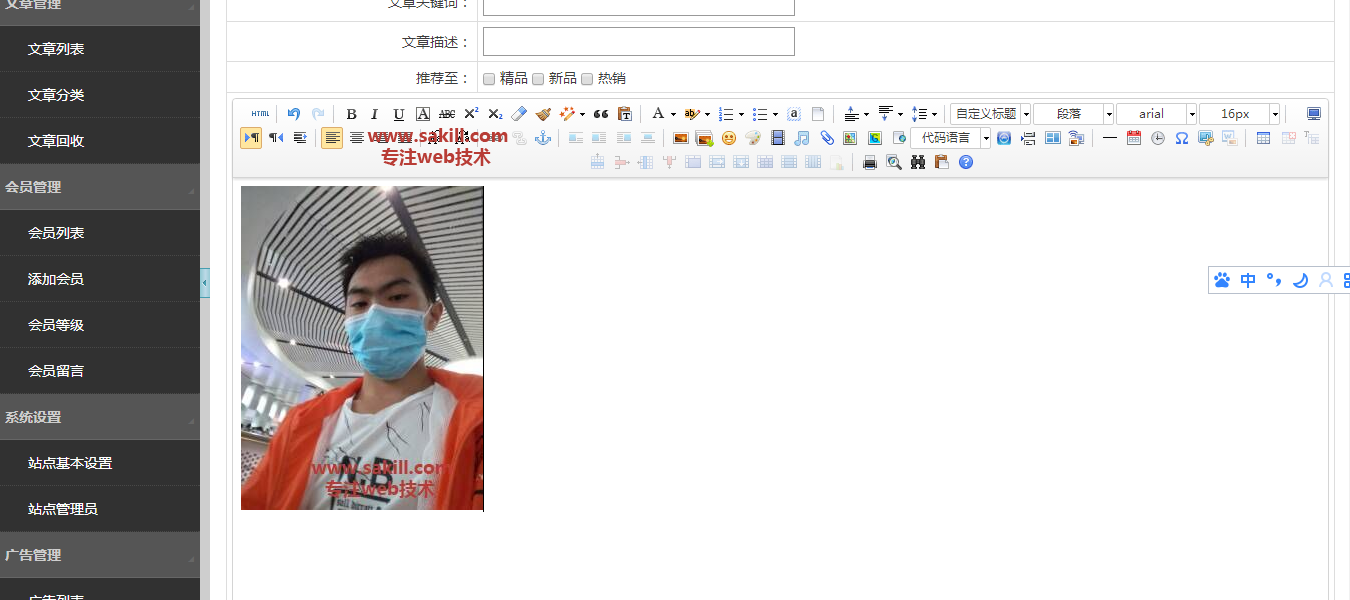 文章管理
文章列表
文章分类
文章回收
会员管理
会员列表
添加会员
会员等级
会员留言
系统设置
站点基本设置
站点管理员
广告管理
广告列表
文章关键词：
文章描述：
推荐至： 精品 新品 热销
HTML B I U A ABC X² X₂ A ab a 自定义标题 段落 arial 16px
代码语言 Ω
www.sakill.com
专注web技术
中
www.sakill.com
专注web技术